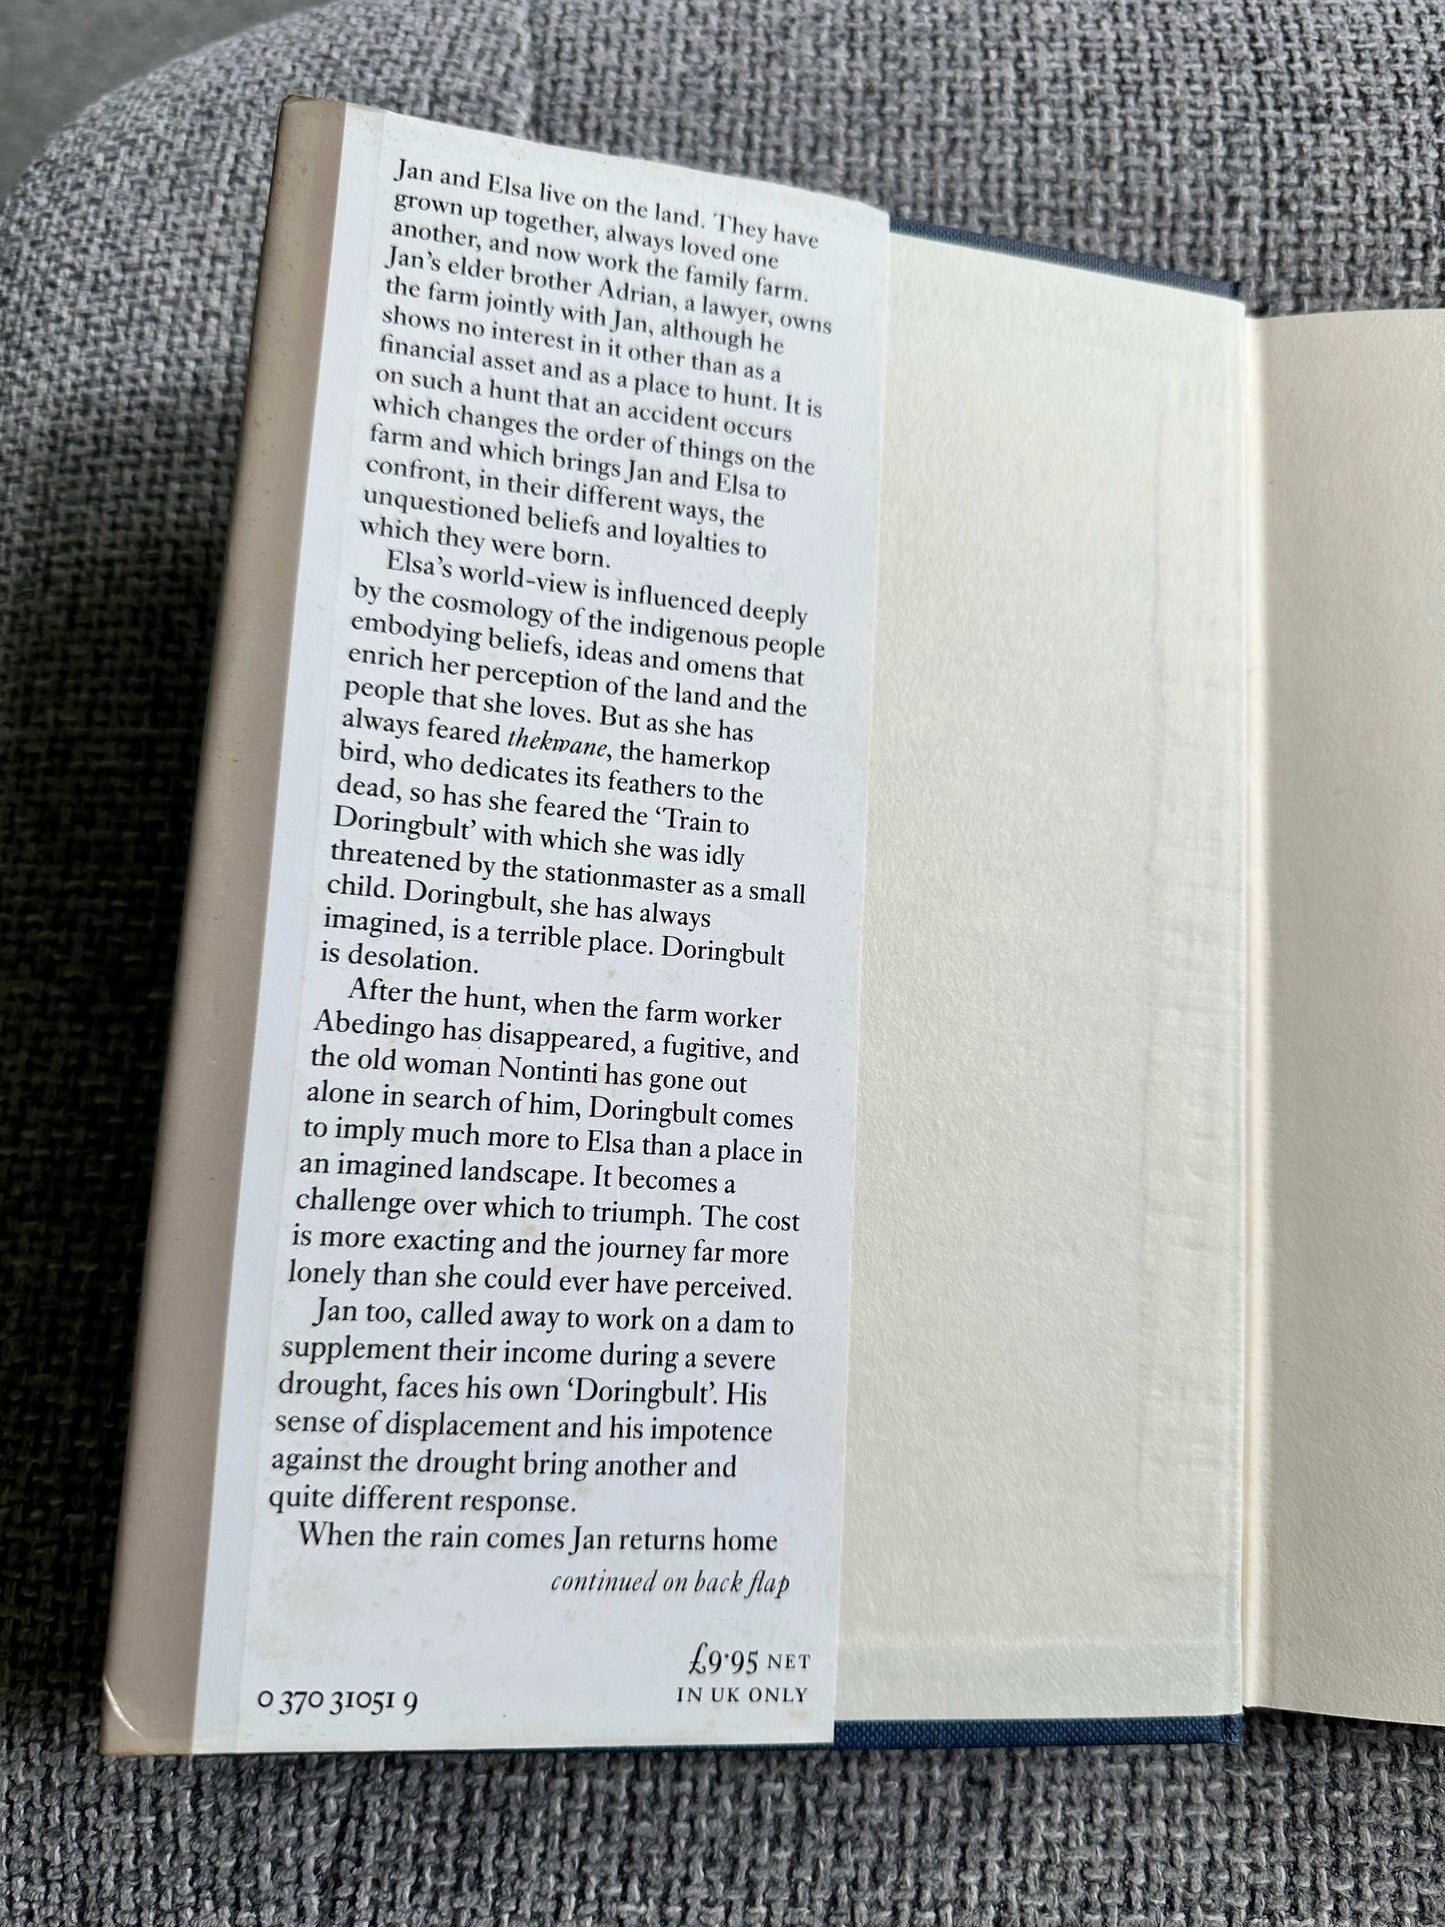 Jan and Elsa live on the land. They have
grown up together, always loved one
another, and now work the family farm.
Jan's elder brother Adrian, a lawyer, owns
the farm jointly with Jan, although he
shows no interest in it other than as a
financial asset and as a place to hunt. It is
on such a hunt that an accident occurs
which changes the order of things on the
farm and which brings Jan and Elsa to
confront, in their different ways, the
unquestioned beliefs and loyalties to
which they were born.
Elsa's world-view is influenced deeply
by the cosmology of the indigenous people
embodying beliefs, ideas and omens that
enrich her perception of the land and the
people that she loves. But as she has
always feared thekwane, the hamerkop
bird, who dedicates its feathers to the
dead, so has she feared the 'Train to
Doringbult' with which she was idly
threatened by the stationmaster as a small
child. Doringbult, she has always
imagined, is a terrible place. Doringbult
is desolation.
After the hunt, when the farm worker
Abedingo has disappeared, a fugitive, and
the old woman Nontinti has gone out
alone in search of him, Doringbult comes
to imply much more to Elsa than a place in
an imagined landscape. It becomes a
challenge over which to triumph. The cost
is more exacting and the journey far more
lonely than she could ever have perceived.
Jan too, called away to work on a dam to
supplement their income during a severe
drought, faces his own 'Doringbult'. His
sense of displacement and his impotence
against the drought bring another and
quite different response.
When the rain comes Jan returns home
continued on back flap
£9·95 NET
IN UK ONLY
0 370 31051 9